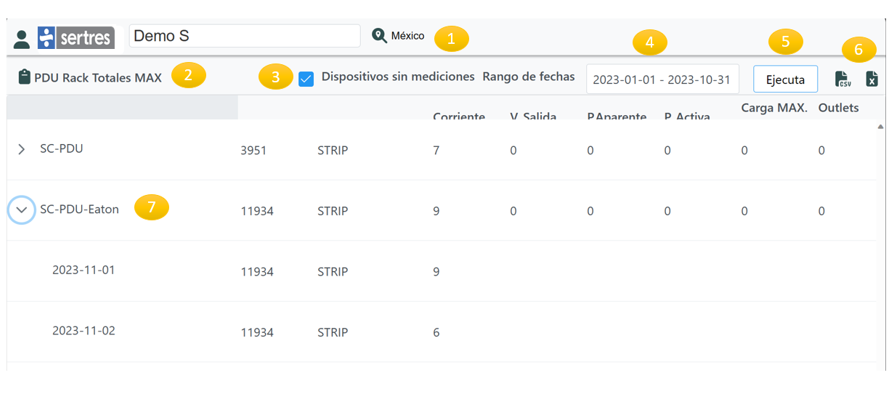 sertres Demo S México 1
PDU Rack Totales MAX 2 3 Dispositivos sin mediciones Rango de fechas 4 2023-01-01 - 2023-10-31 5 Ejecuta 6 CSV X
Corriente V. Salida P.Aparente P. Activa Carga MAX. Outlets
SC-PDU 3951 STRIP 7 0 0 0 0 0
SC-PDU-Eaton 7 11934 STRIP 9 0 0 0 0 0
2023-11-01 11934 STRIP 9
2023-11-02 11934 STRIP 6